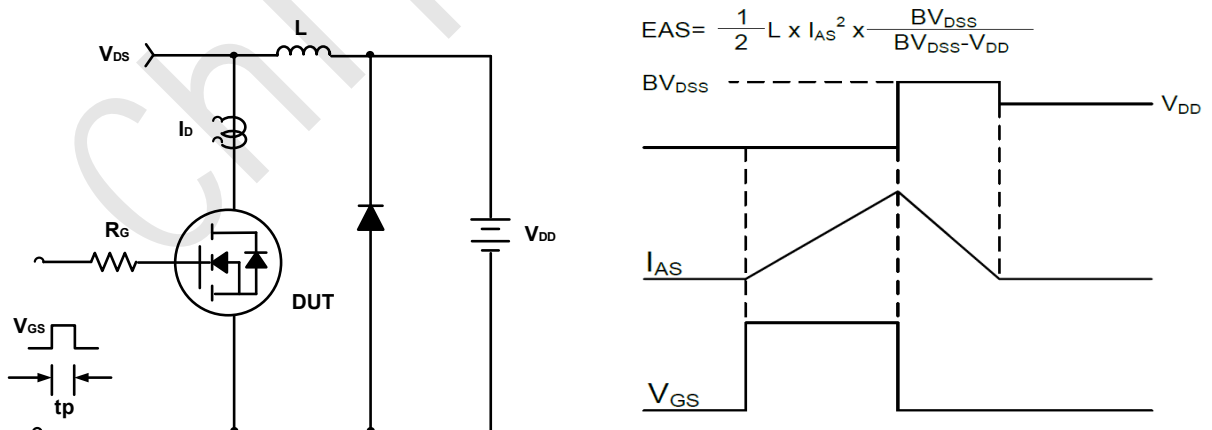 L
VDS
ID
RG
VDD
DUT
VGS
tp
EAS= 1/2 L x IAS² x BVDSS/BVDSS-VDD
BVDSS
VDD
IAS
VGS